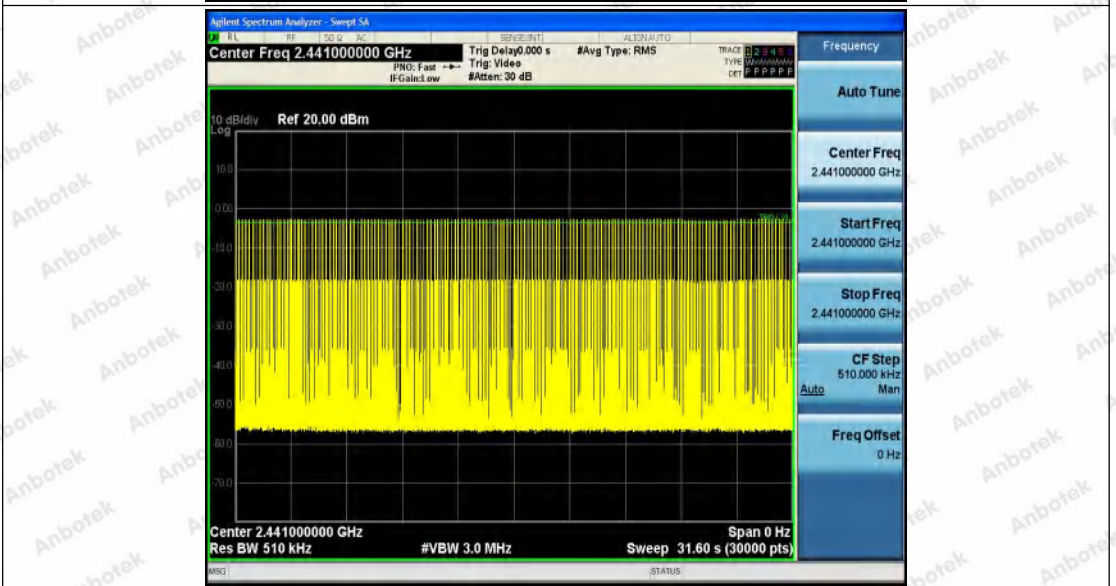 Agilent Spectrum Analyzer - Swept SA
RL RF 50 Ω AC SENSE:INT ALIGN AUTO
Center Freq 2.441000000 GHz
PNO: Fast
IFGain:Low
Trig Delay0.000 s
Trig: Video
#Atten: 30 dB
#Avg Type: RMS
TRACE 1 2 3 4 5 6
TYPE
DET P P P P P P
Frequency
Auto Tune
Center Freq
2.441000000 GHz
Start Freq
2.441000000 GHz
Stop Freq
2.441000000 GHz
CF Step
510.000 kHz
Auto Man
Freq Offset
0 Hz
10 dB/div Ref 20.00 dBm
Log
10.0
0.00
-10.0
-20.0
-30.0
-40.0
-50.0
-60.0
-70.0
Center 2.441000000 GHz Span 0 Hz
Res BW 510 kHz #VBW 3.0 MHz Sweep 31.60 s (30000 pts)
MSG STATUS
Anbotek